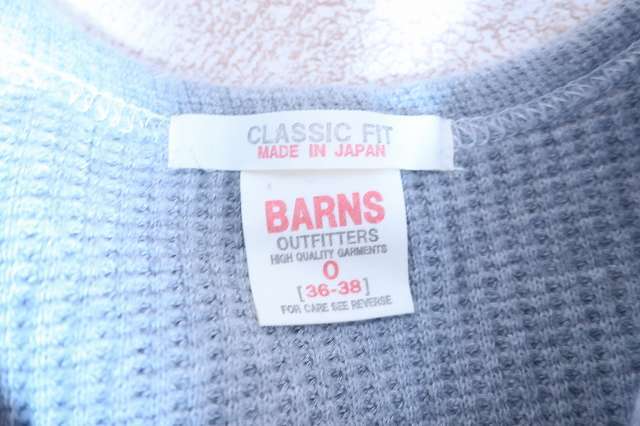 CLASSIC FIT
MADE IN JAPAN
BARNS
OUTFITTERS
HIGH QUALITY GARMENTS
0
[36-38]
FOR CARE SEE REVERSE